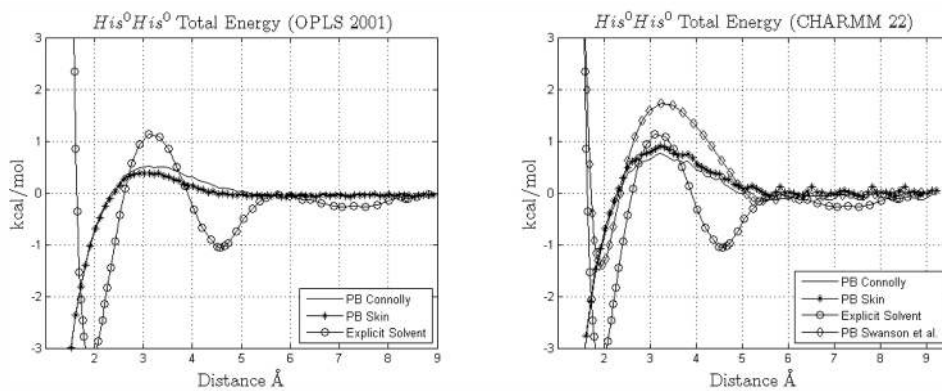 His⁰His⁰ Total Energy (OPLS 2001)
3
2
1
0
-1
-2
-3
kcal/mol
2 3 4 5 6 7 8 9
Distance Å
PB Connolly
PB Skin
Explicit Solvent
His⁰His⁰ Total Energy (CHARMM 22)
3
2
1
0
-1
-2
-3
kcal/mol
2 3 4 5 6 7 8 9
Distance Å
PB Connolly
PB Skin
Explicit Solvent
PB Swanson et al.